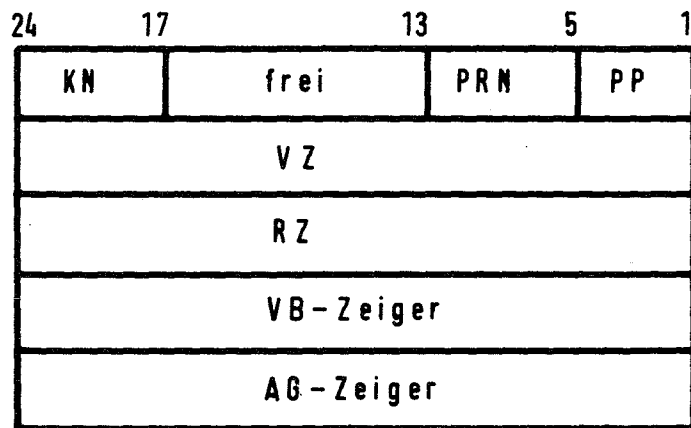 24 17 13 5 1
KN frei PRN PP
VZ
RZ
VB-Zeiger
AG-Zeiger